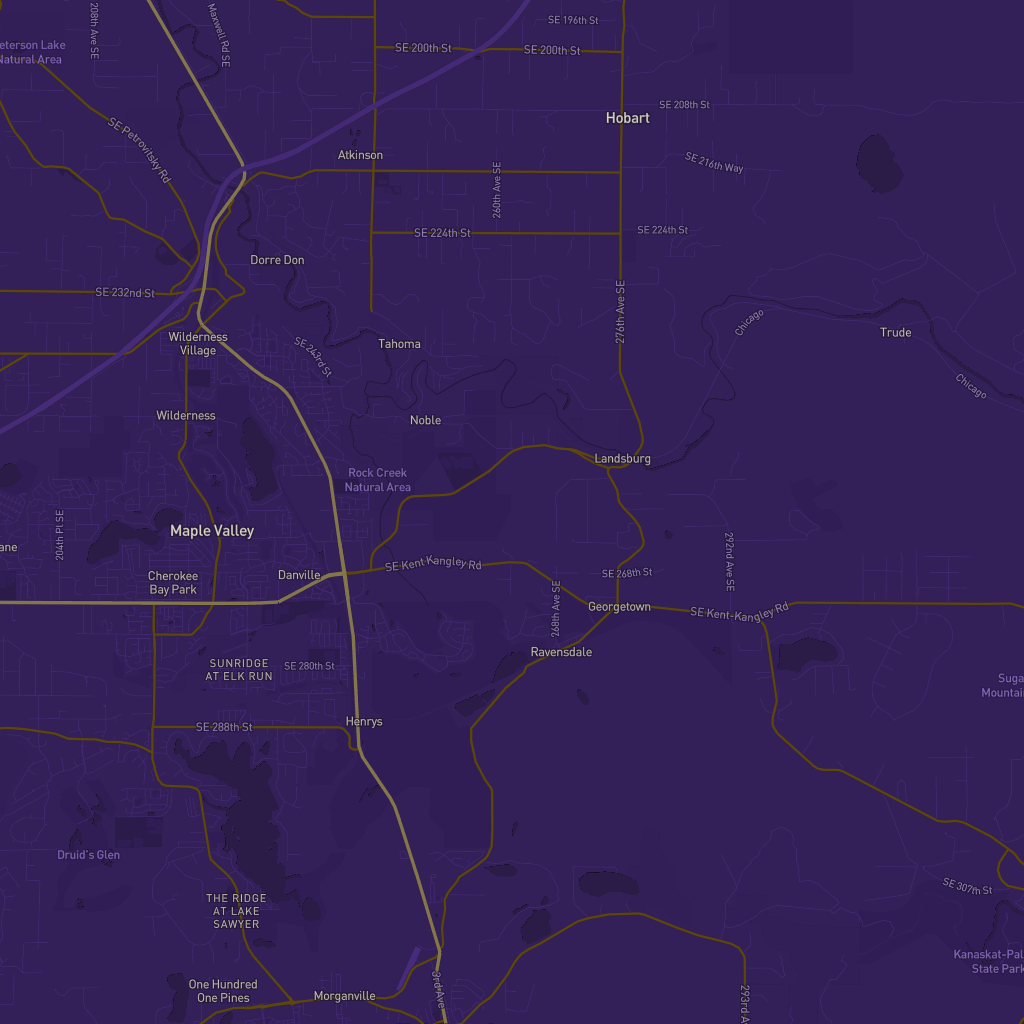 208th Ave SE
Maxwell Rd SE
SE 196th St
SE 200th St
SE 200th St
Natural Area
SE 208th St
Hobart
SE Petrovitsky Rd
Atkinson
SE 216th Way
260th Ave SE
SE 224th St
SE 224th St
Dorre Don
SE 232nd St
276th Ave SE
Chicago
Trude
Wilderness
Village
SE 243rd St
Tahoma
Chicago
Wilderness
Noble
Landsburg
Rock Creek
Natural Area
204th Pl SE
Maple Valley
292nd Ave SE
Cherokee
Bay Park
Danville
SE Kent Kangley Rd
SE 268th St
268th Ave SE
Georgetown
SE Kent-Kangley Rd
Ravensdale
SUNRIDGE
AT ELK RUN
SE 280th St
Henrys
SE 288th St
Druid's Glen
THE RIDGE
AT LAKE
SAWYER
SE 307th St
State Park
One Hundred
One Pines
Morganville
3rd Ave